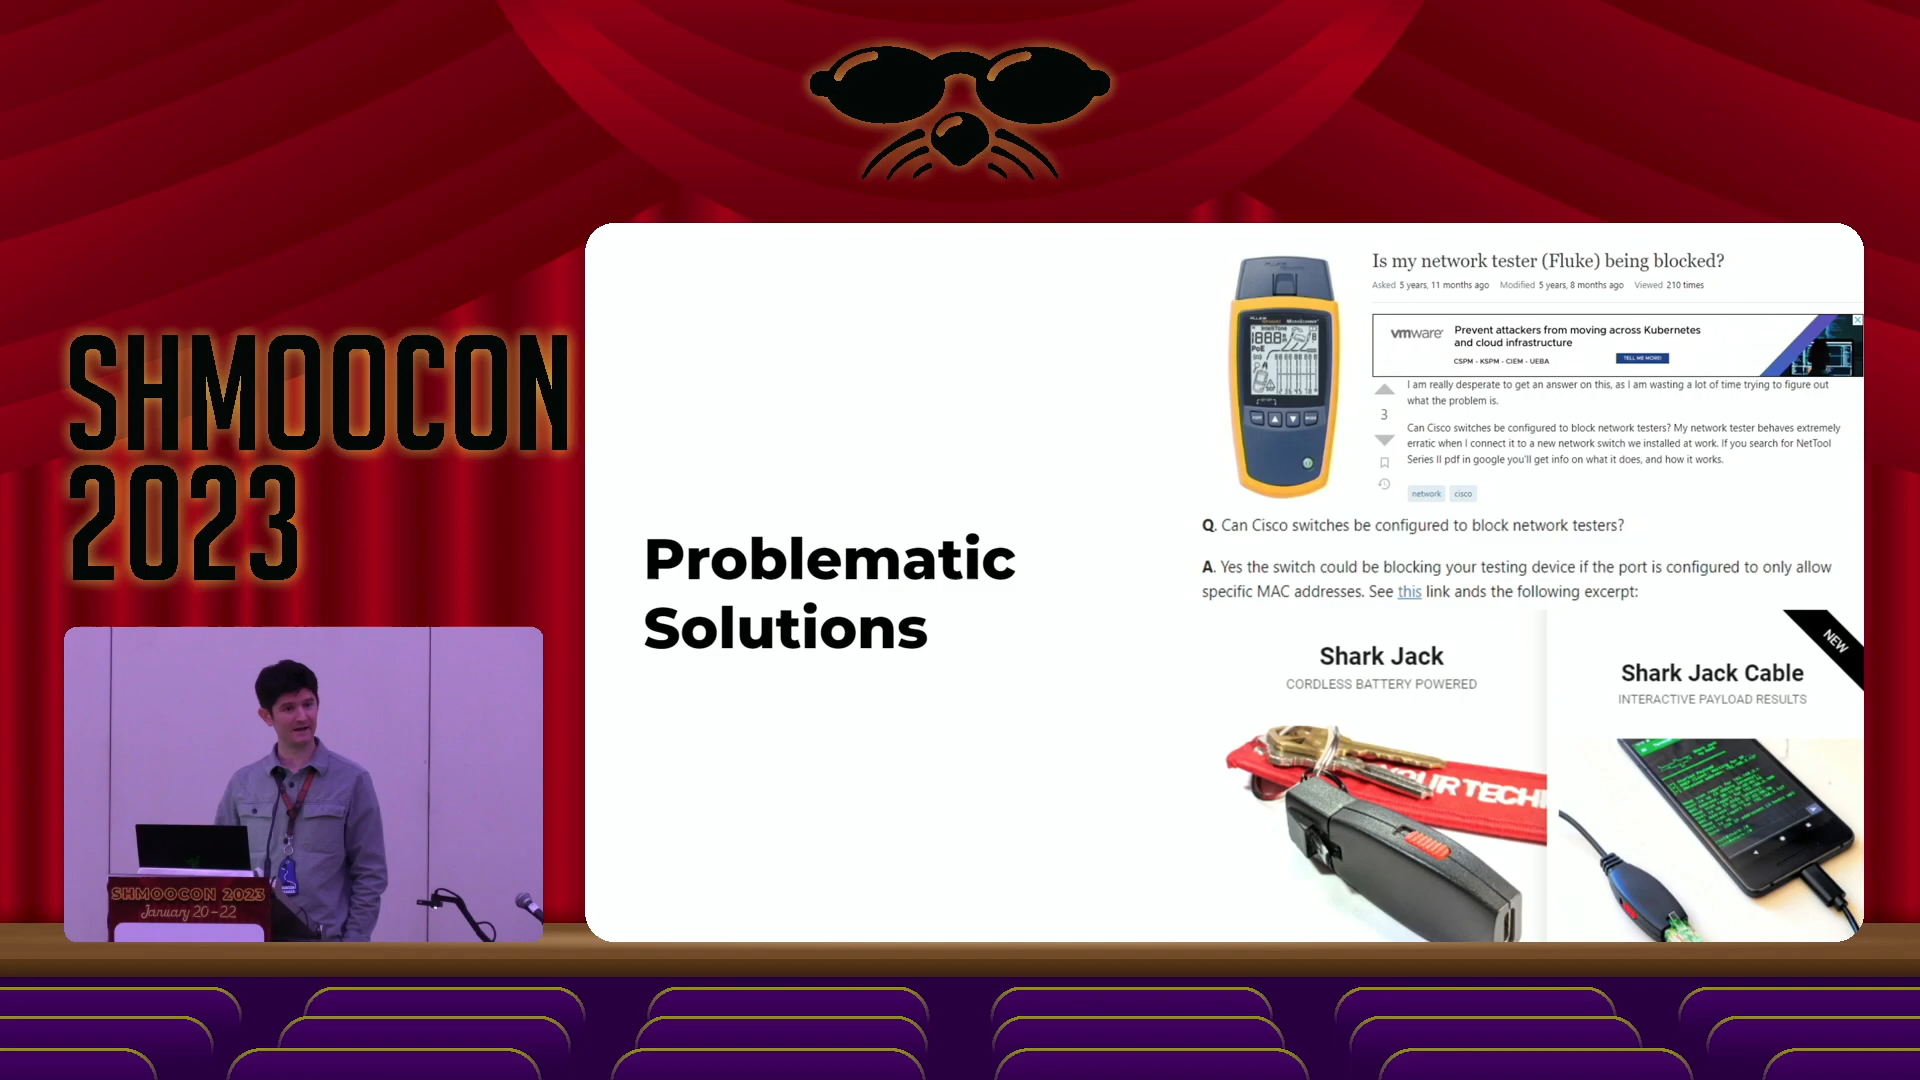 SHMOOCON
2023
SHMOOCON 2023
January 20-22
Problematic
Solutions
Is my network tester (Fluke) being blocked?
Asked 5 years, 11 months ago Modified 5 years, 8 months ago Viewed 210 times
vmware
Prevent attackers from moving across Kubernetes
and cloud infrastructure
CSPM - KSPM - CIEM - UEBA
TELL ME MORE!
I am really desperate to get an answer on this, as I am wasting a lot of time trying to figure out
what the problem is.
3
Can Cisco switches be configured to block network testers? My network tester behaves extremely
erratic when I connect it to a new network switch we installed at work. If you search for NetTool
Series II pdf in google you'll get info on what it does, and how it works.
network cisco
Q. Can Cisco switches be configured to block network testers?
A. Yes the switch could be blocking your testing device if the port is configured to only allow
specific MAC addresses. See this link ands the following excerpt:
Shark Jack
CORDLESS BATTERY POWERED
NEW
Shark Jack Cable
INTERACTIVE PAYLOAD RESULTS